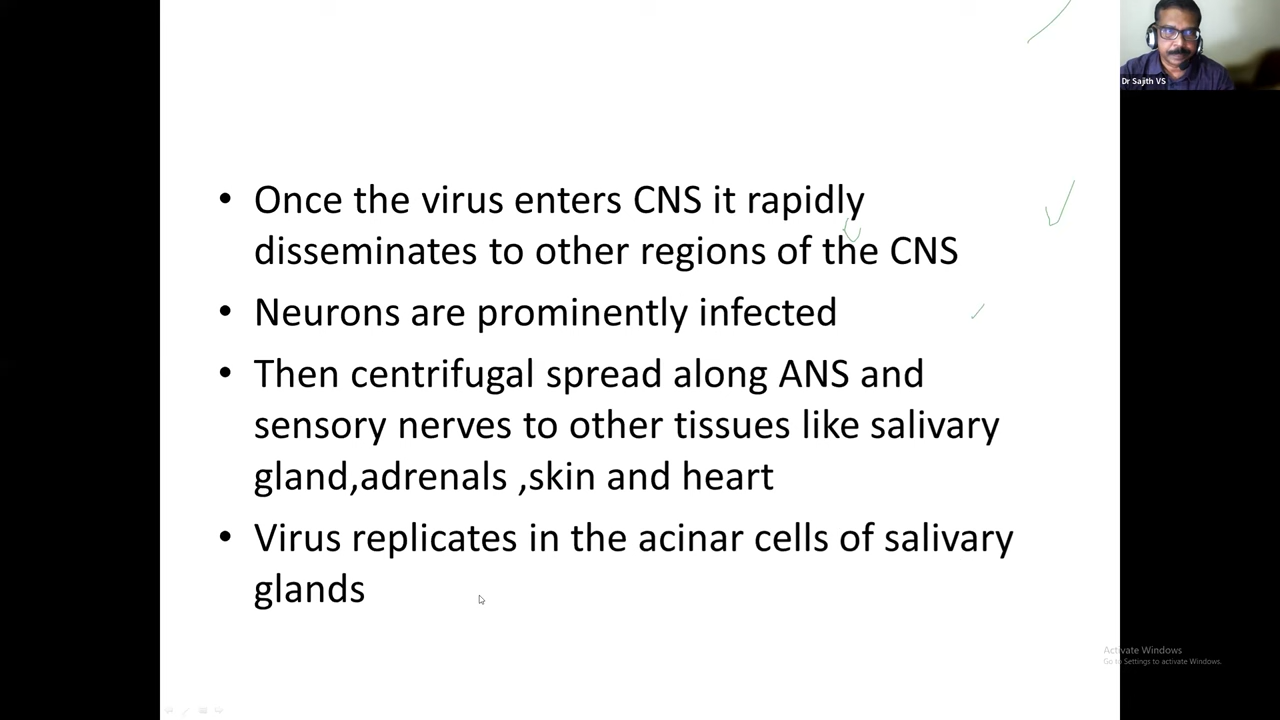 Dr Sajith VS
• Once the virus enters CNS it rapidly
disseminates to other regions of the CNS
• Neurons are prominently infected
• Then centrifugal spread along ANS and
sensory nerves to other tissues like salivary
gland,adrenals ,skin and heart
• Virus replicates in the acinar cells of salivary
glands
Activate Windows
Go to Settings to activate Windows.